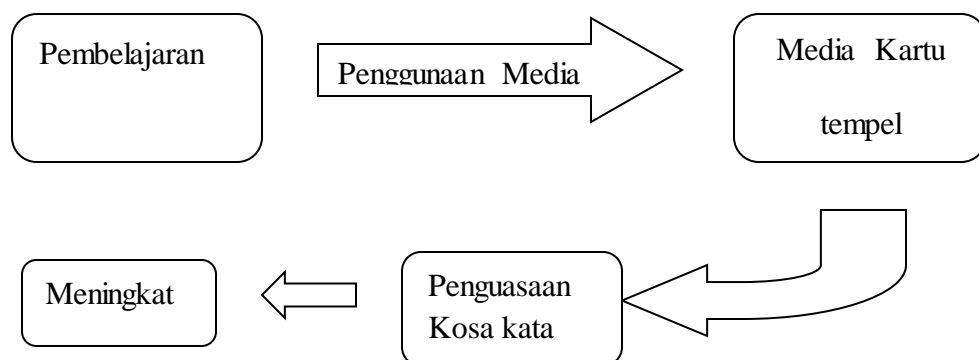 Pembelajaran
Penggunaan Media
Media Kartu
tempel
Meningkat
Penguasaan
Kosa kata